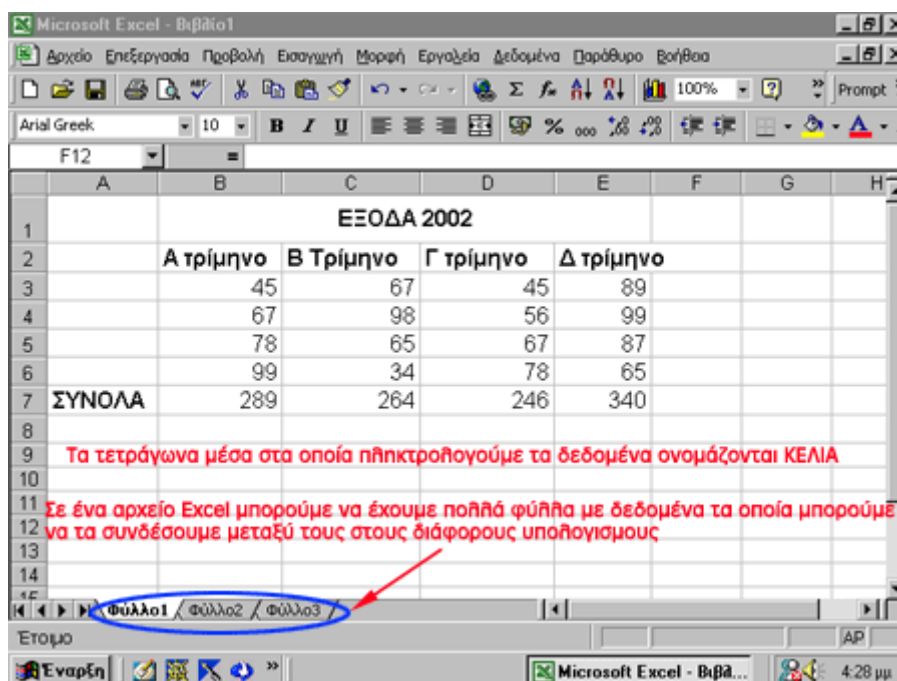 Microsoft Excel - Βιβλίο1
Αρχείο Επεξεργασία Προβολή Εισαγωγή Μορφή Εργαλεία Δεδομένα Παράθυρο Βοήθεια
100% Prompt
Arial Greek 10 B I U % 000
F12 =
A B C D E F G H
1 ΕΞΟΔΑ 2002
2 Α τρίμηνο Β Τρίμηνο Γ τρίμηνο Δ τρίμηνο
3 45 67 45 89
4 67 98 56 99
5 78 65 67 87
6 99 34 78 65
7 ΣΥΝΟΛΑ 289 264 246 340
8
9 Τα τετράγωνα μέσα στα οποία πληκτρολογούμε τα δεδομένα ονομάζονται ΚΕΛΙΑ
10
11 Σε ένα αρχείο Excel μπορούμε να έχουμε πολλά φύλλα με δεδομένα τα οποία μπορούμε
12 να τα συνδέσουμε μεταξύ τους στους διάφορους υπολογισμους
13
14
15
Φύλλο1 Φύλλο2 Φύλλο3
Έτοιμο AP
Έναρξη Microsoft Excel - Βιβλ... 4:28 μμ